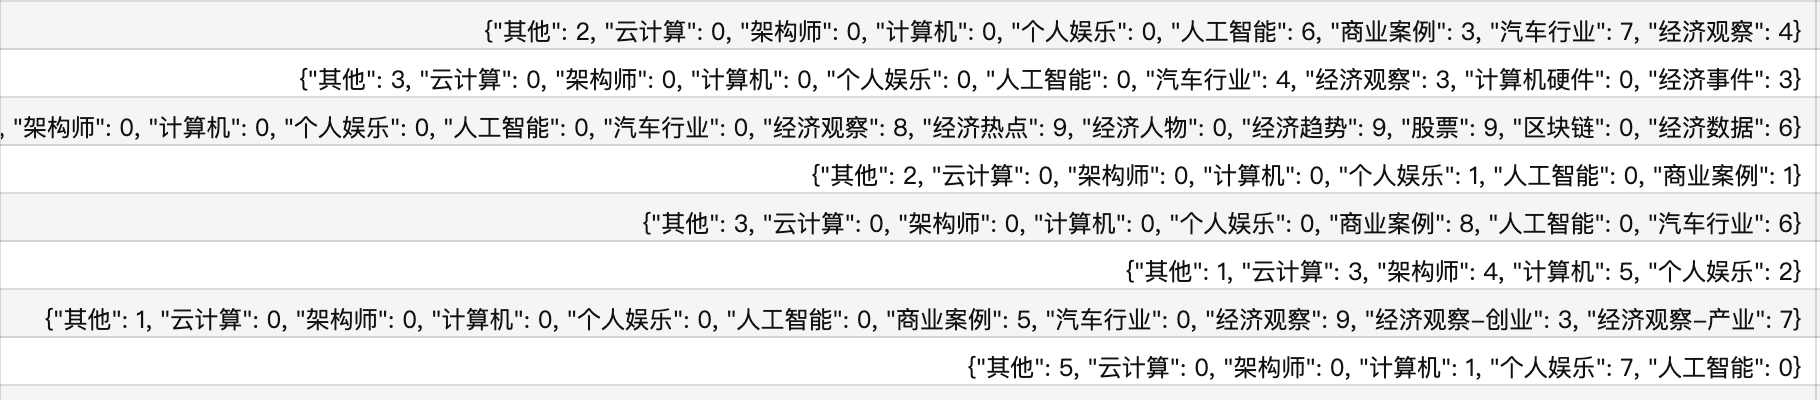 {"其他": 2, "云计算": 0, "架构师": 0, "计算机": 0, "个人娱乐": 0, "人工智能": 6, "商业案例": 3, "汽车行业": 7, "经济观察": 4}
{"其他": 3, "云计算": 0, "架构师": 0, "计算机": 0, "个人娱乐": 0, "人工智能": 0, "汽车行业": 4, "经济观察": 3, "计算机硬件": 0, "经济事件": 3}
, "架构师": 0, "计算机": 0, "个人娱乐": 0, "人工智能": 0, "汽车行业": 0, "经济观察": 8, "经济热点": 9, "经济人物": 0, "经济趋势": 9, "股票": 9, "区块链": 0, "经济数据": 6}
{"其他": 2, "云计算": 0, "架构师": 0, "计算机": 0, "个人娱乐": 1, "人工智能": 0, "商业案例": 1}
{"其他": 3, "云计算": 0, "架构师": 0, "计算机": 0, "个人娱乐": 0, "商业案例": 8, "人工智能": 0, "汽车行业": 6}
{"其他": 1, "云计算": 3, "架构师": 4, "计算机": 5, "个人娱乐": 2}
{"其他": 1, "云计算": 0, "架构师": 0, "计算机": 0, "个人娱乐": 0, "人工智能": 0, "商业案例": 5, "汽车行业": 0, "经济观察": 9, "经济观察-创业": 3, "经济观察-产业": 7}
{"其他": 5, "云计算": 0, "架构师": 0, "计算机": 1, "个人娱乐": 7, "人工智能": 0}